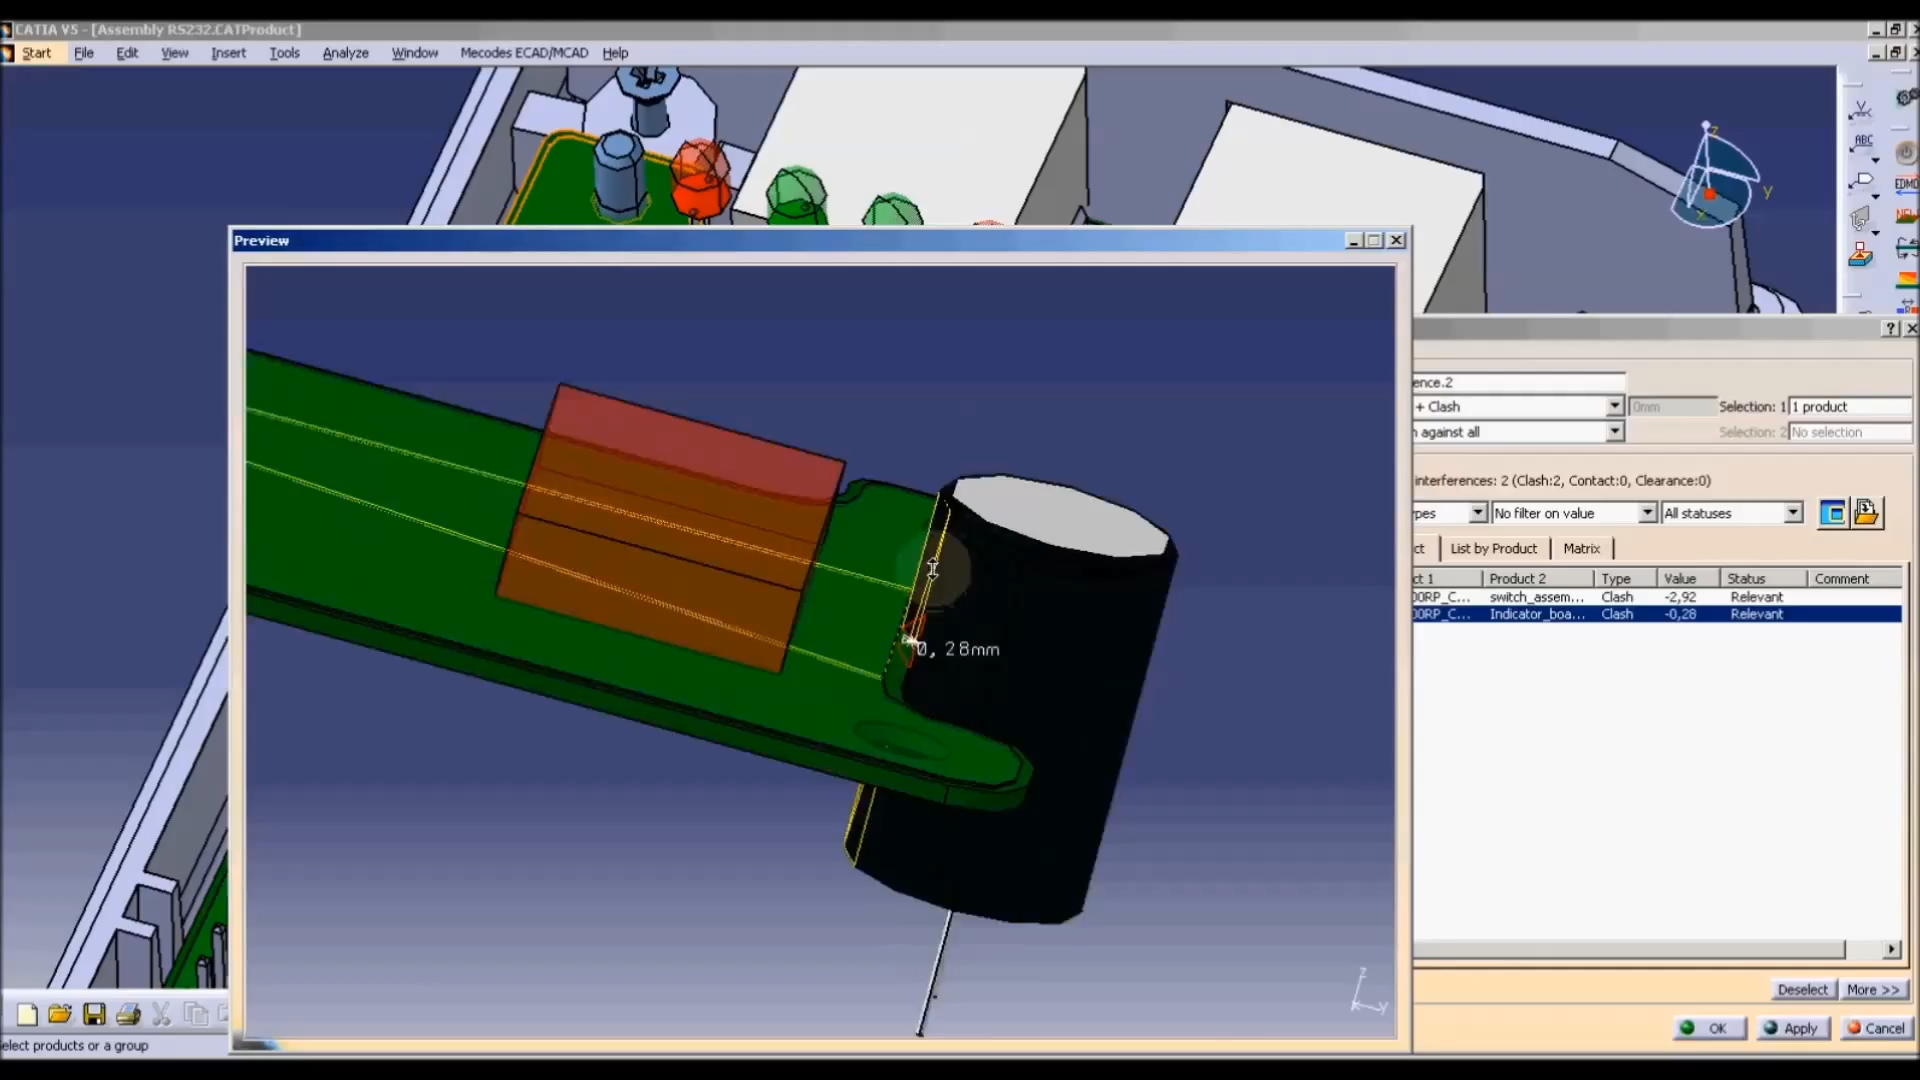 CATIA V5 - [Assembly RS232.CATProduct]
Start File Edit View Insert Tools Analyze Window Mecodes ECAD/MCAD Help
ABC
EDMD
z
y
x
Preview
ence.2
+ Clash 0mm Selection: 1 1 product
n against all Selection: 2 No selection
interferences: 2 (Clash:2, Contact:0, Clearance:0)
pes No filter on value All statuses
ct List by Product Matrix
ct 1 Product 2 Type Value Status Comment
00RP_C... switch_assem... Clash -2,92 Relevant
00RP_C... Indicator_boa... Clash -0,28 Relevant
0,28mm
z
x y
Deselect More >>
OK Apply Cancel
elect products or a group